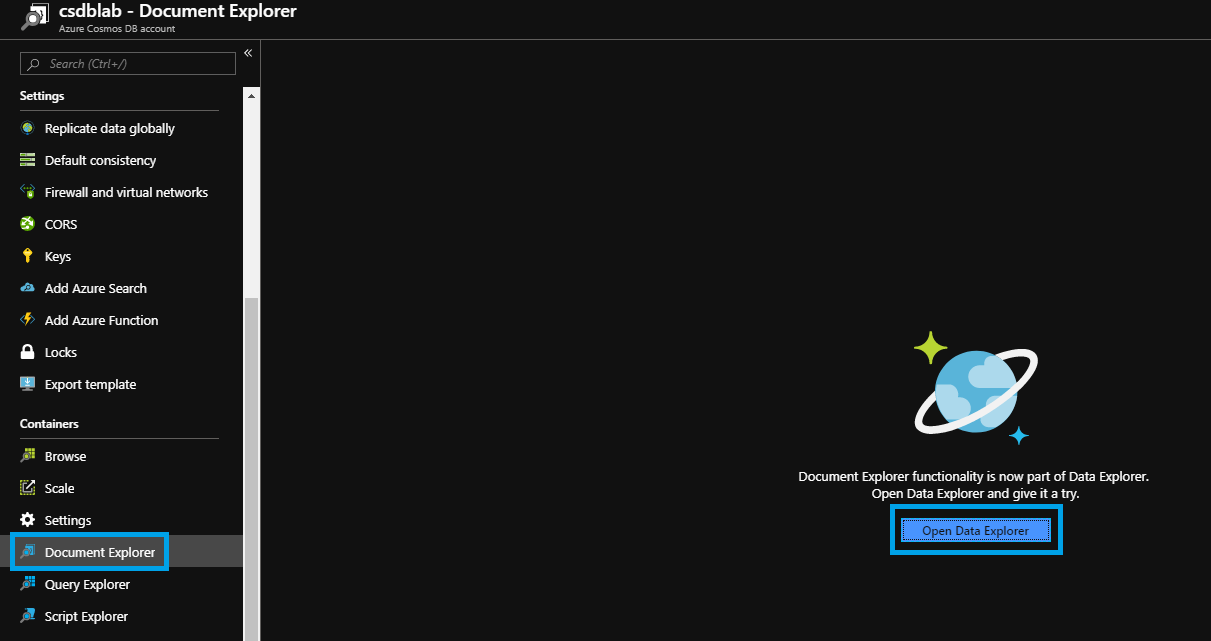 csdblab - Document Explorer
Azure Cosmos DB account
Search (Ctrl+/)
«
Settings
Replicate data globally
Default consistency
Firewall and virtual networks
CORS
Keys
Add Azure Search
Add Azure Function
Locks
Export template
Containers
Browse
Scale
Settings
Document Explorer
Query Explorer
Script Explorer
Document Explorer functionality is now part of Data Explorer.
Open Data Explorer and give it a try.
Open Data Explorer